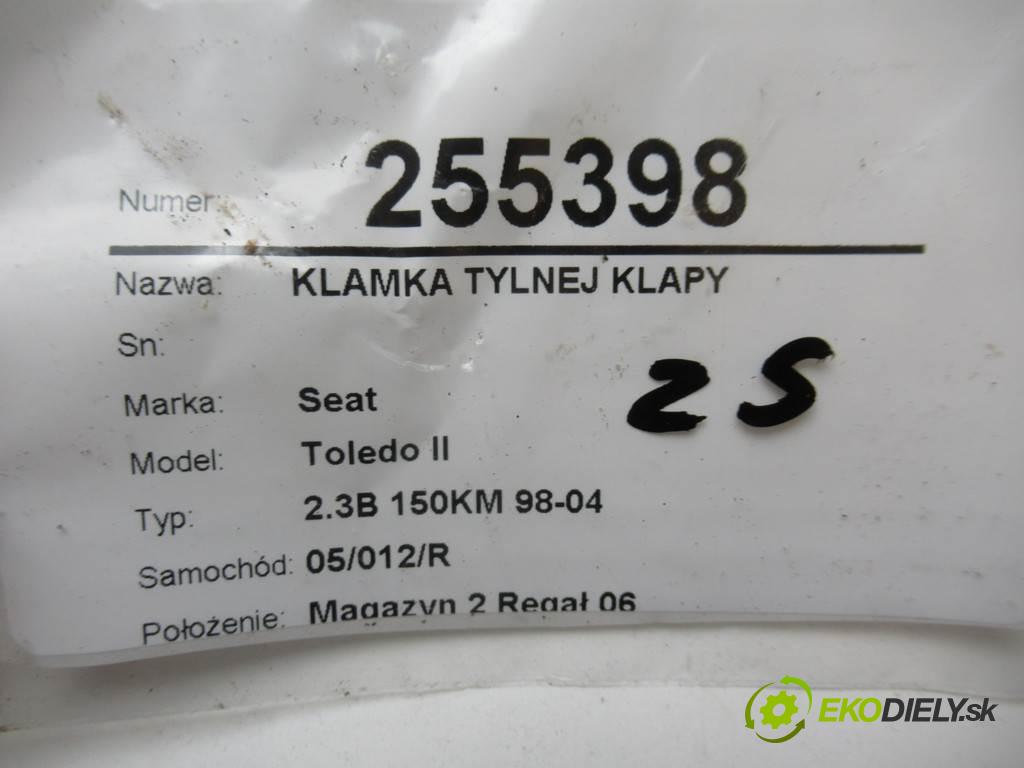 Numer: 255398
Nazwa: KLAMKA TYLNEJ KLAPY
Sn:
Marka: Seat
Model: Toledo II
Typ: 2.3B 150KM 98-04
Samochód: 05/012/R
Położenie: Magazyn 2 Regał 06
ZS
EKODIELY.sk